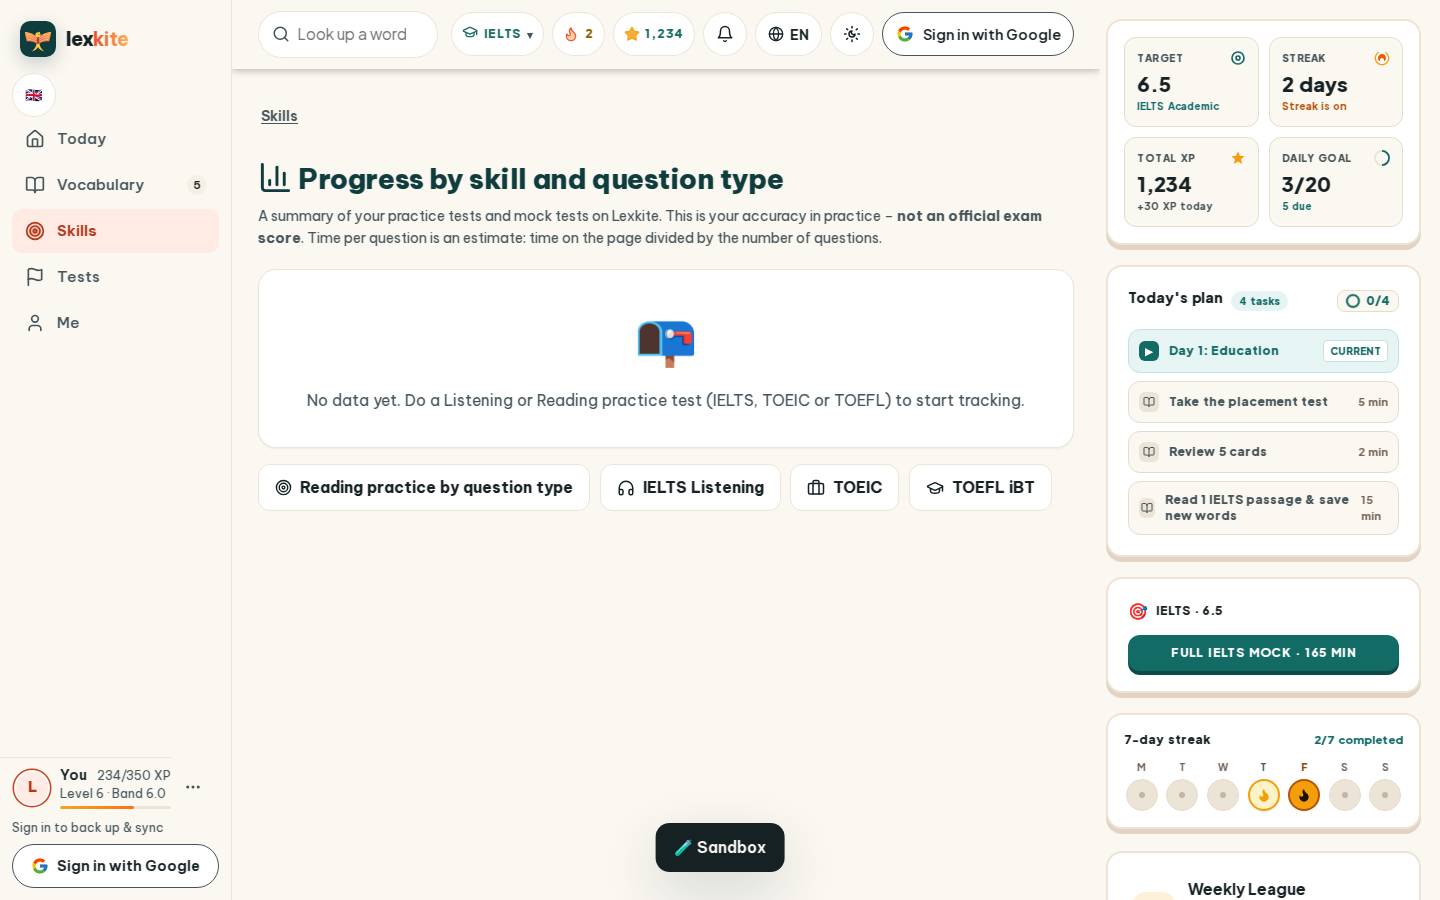 lexkite
Today
Vocabulary 5
Skills
Tests
Me
You 234/350 XP
Level 6 · Band 6.0
Sign in to back up & sync
Sign in with Google
L
Look up a word
IELTS ▾
2
1,234
EN
Sign in with Google
Skills
Progress by skill and question type
A summary of your practice tests and mock tests on Lexkite. This is your accuracy in practice – not an official exam
score. Time per question is an estimate: time on the page divided by the number of questions.
No data yet. Do a Listening or Reading practice test (IELTS, TOEIC or TOEFL) to start tracking.
Reading practice by question type
IELTS Listening
TOEIC
TOEFL iBT
Sandbox
TARGET
6.5
IELTS Academic
STREAK
2 days
Streak is on
TOTAL XP
1,234
+30 XP today
DAILY GOAL
3/20
5 due
Today's plan 4 tasks 0/4
Day 1: Education CURRENT
Take the placement test 5 min
Review 5 cards 2 min
Read 1 IELTS passage & save 15
new words min
IELTS · 6.5
FULL IELTS MOCK · 165 MIN
7-day streak 2/7 completed
M T W T F S S
Weekly League